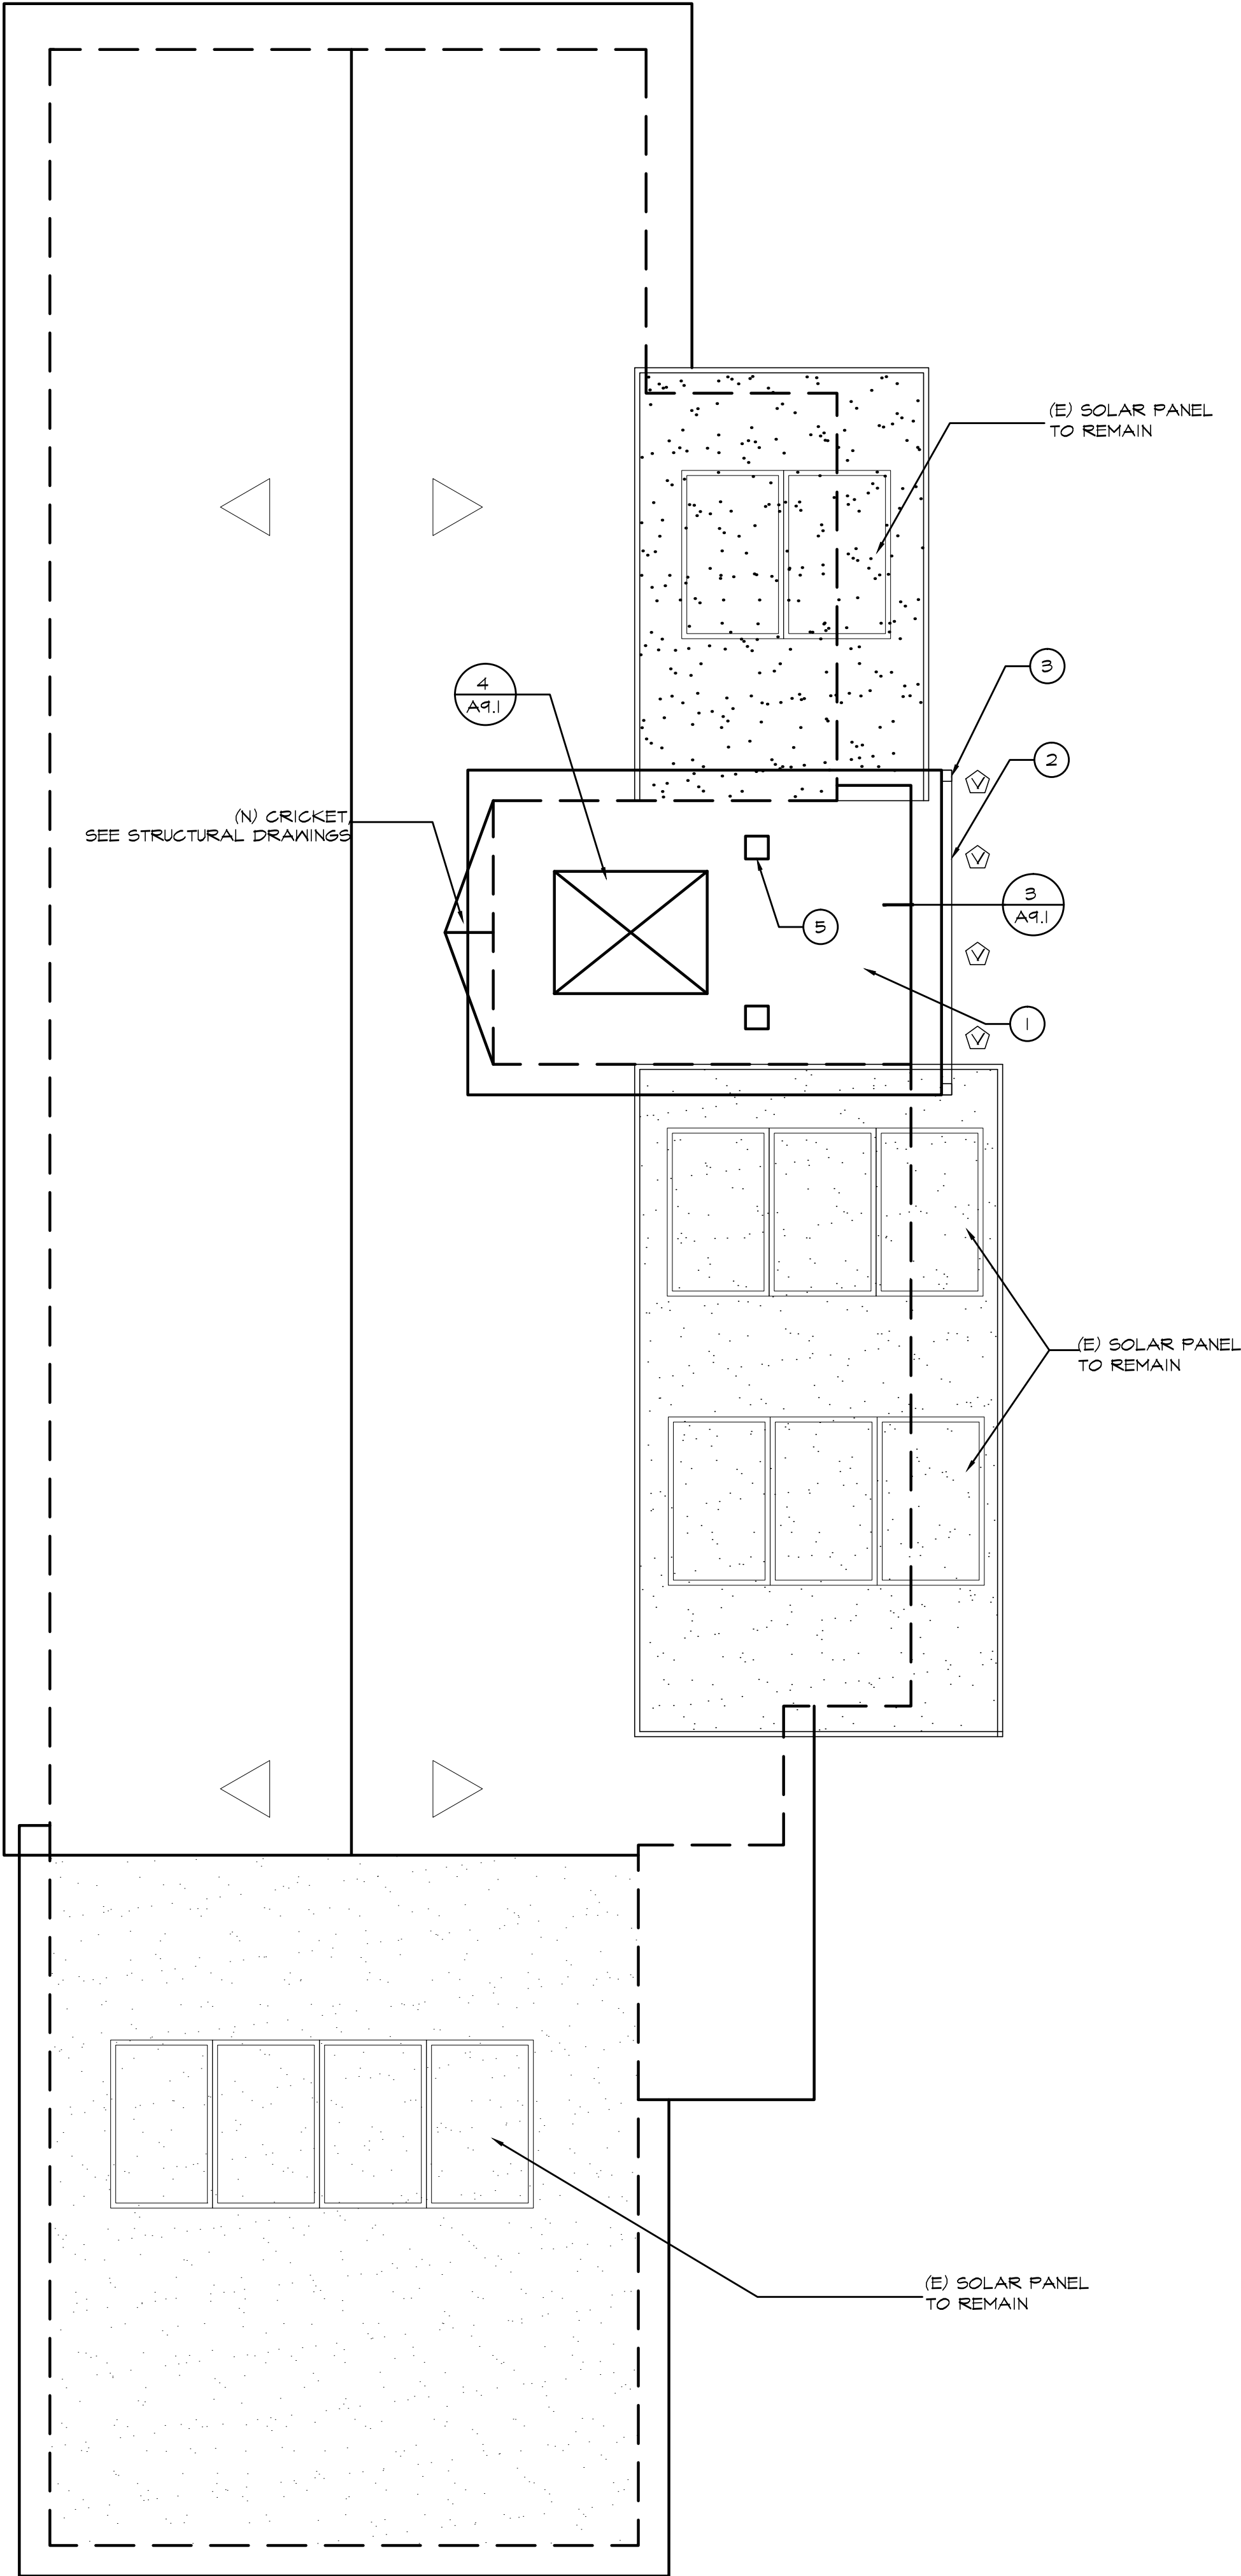 (E) SOLAR PANEL
TO REMAIN
3
4
A9.1
2
(N) CRICKET,
SEE STRUCTURAL DRAWINGS
V
V
3
A9.1
5
V
1
V
(E) SOLAR PANEL
TO REMAIN
(E) SOLAR PANEL
TO REMAIN